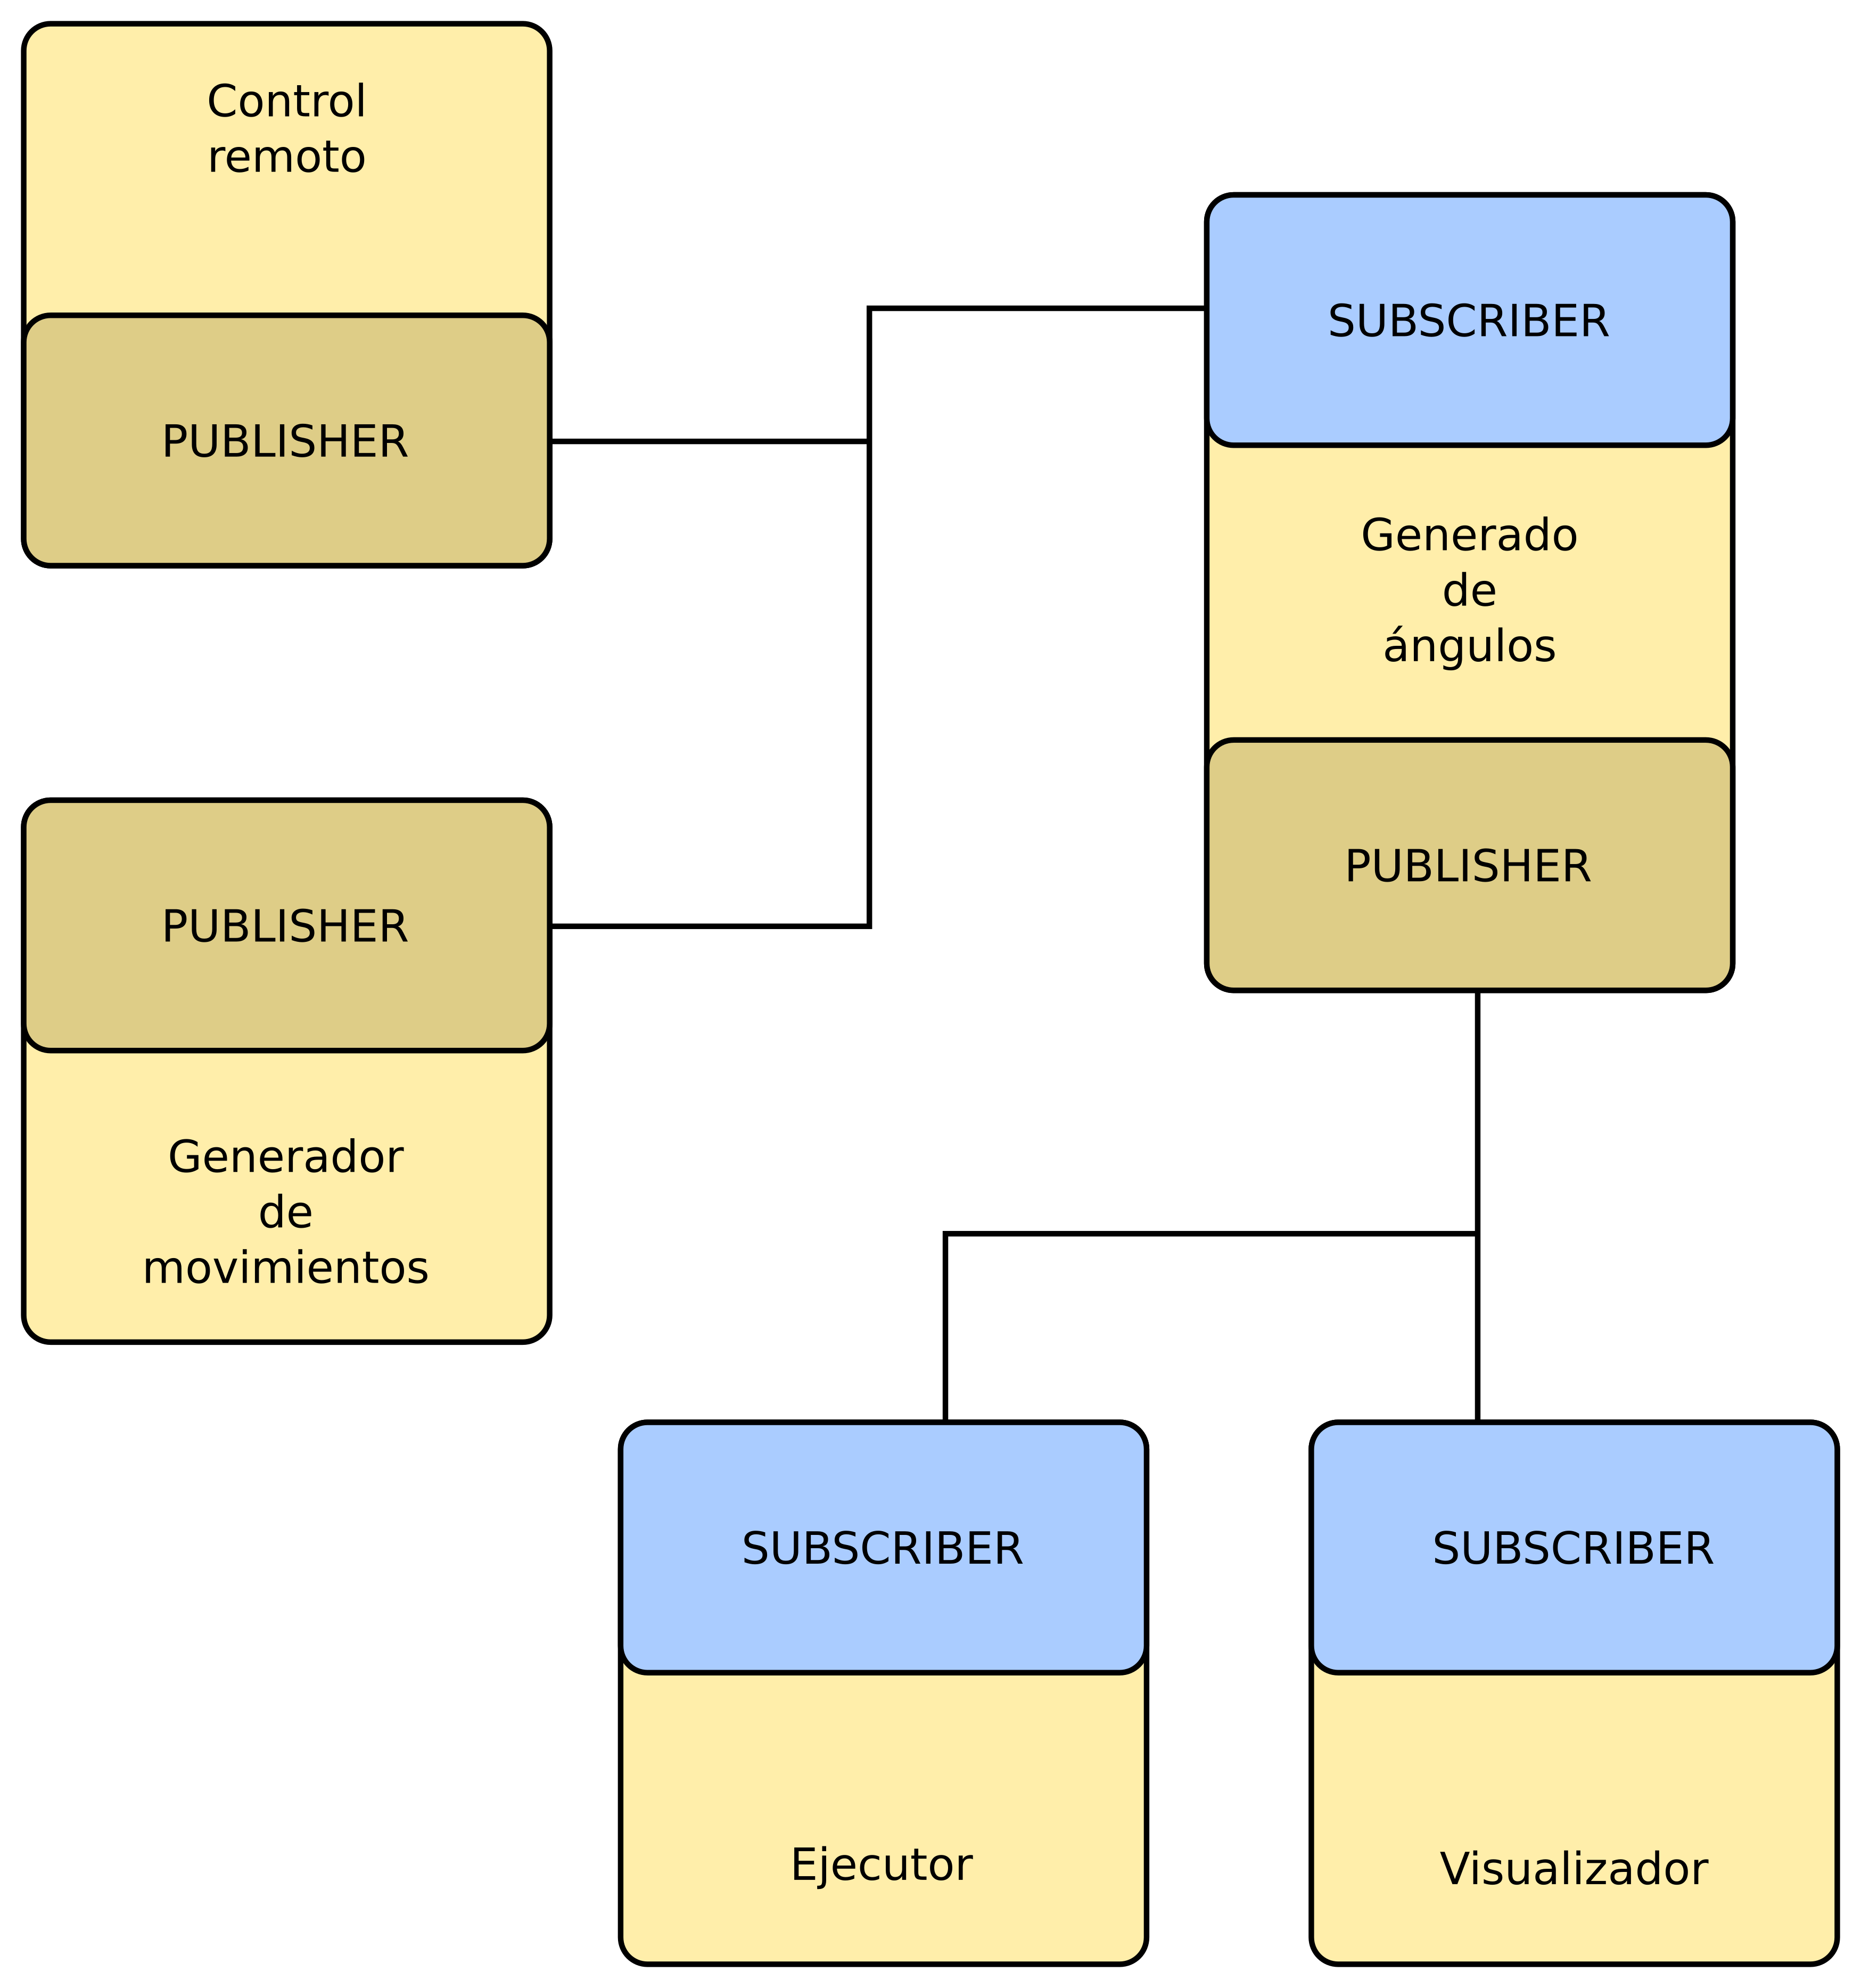 Control
remoto
PUBLISHER
SUBSCRIBER
Generado
de
ángulos
PUBLISHER
PUBLISHER
Generador
de
movimientos
SUBSCRIBER
Ejecutor
SUBSCRIBER
Visualizador